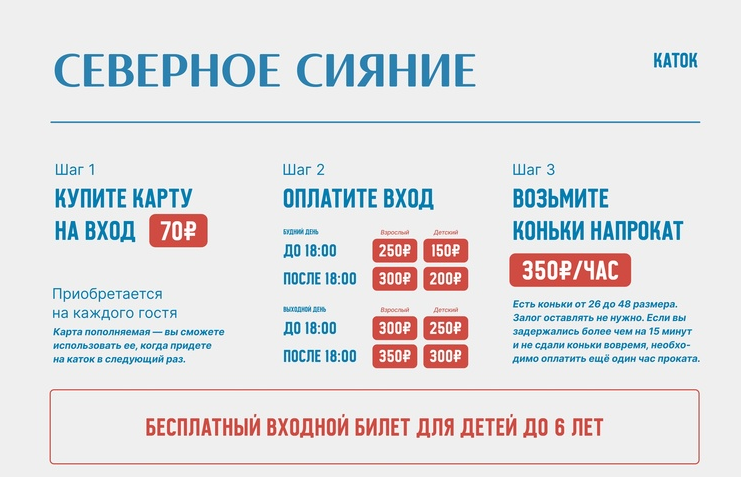 СЕВЕРНОЕ СИЯНИЕ
КАТОК
Шаг 1
КУПИТЕ КАРТУ
НА ВХОД 70₽
Приобретается
на каждого гостя
Карта пополняемая — вы сможете
использовать ее, когда придете
на каток в следующий раз.
Шаг 2
ОПЛАТИТЕ ВХОД
БУДНИЙ ДЕНЬ Взрослый Детский
ДО 18:00 250₽ 150₽
ПОСЛЕ 18:00 300₽ 200₽
ВЫХОДНОЙ ДЕНЬ Взрослый Детский
ДО 18:00 300₽ 250₽
ПОСЛЕ 18:00 350₽ 300₽
Шаг 3
ВОЗЬМИТЕ
КОНЬКИ НАПРОКАТ
350₽/ЧАС
Есть коньки от 26 до 48 размера.
Залог оставлять не нужно. Если вы
задержались более чем на 15 минут
и не сдали коньки вовремя, необхо-
димо оплатить ещё один час проката.
БЕСПЛАТНЫЙ ВХОДНОЙ БИЛЕТ ДЛЯ ДЕТЕЙ ДО 6 ЛЕТ